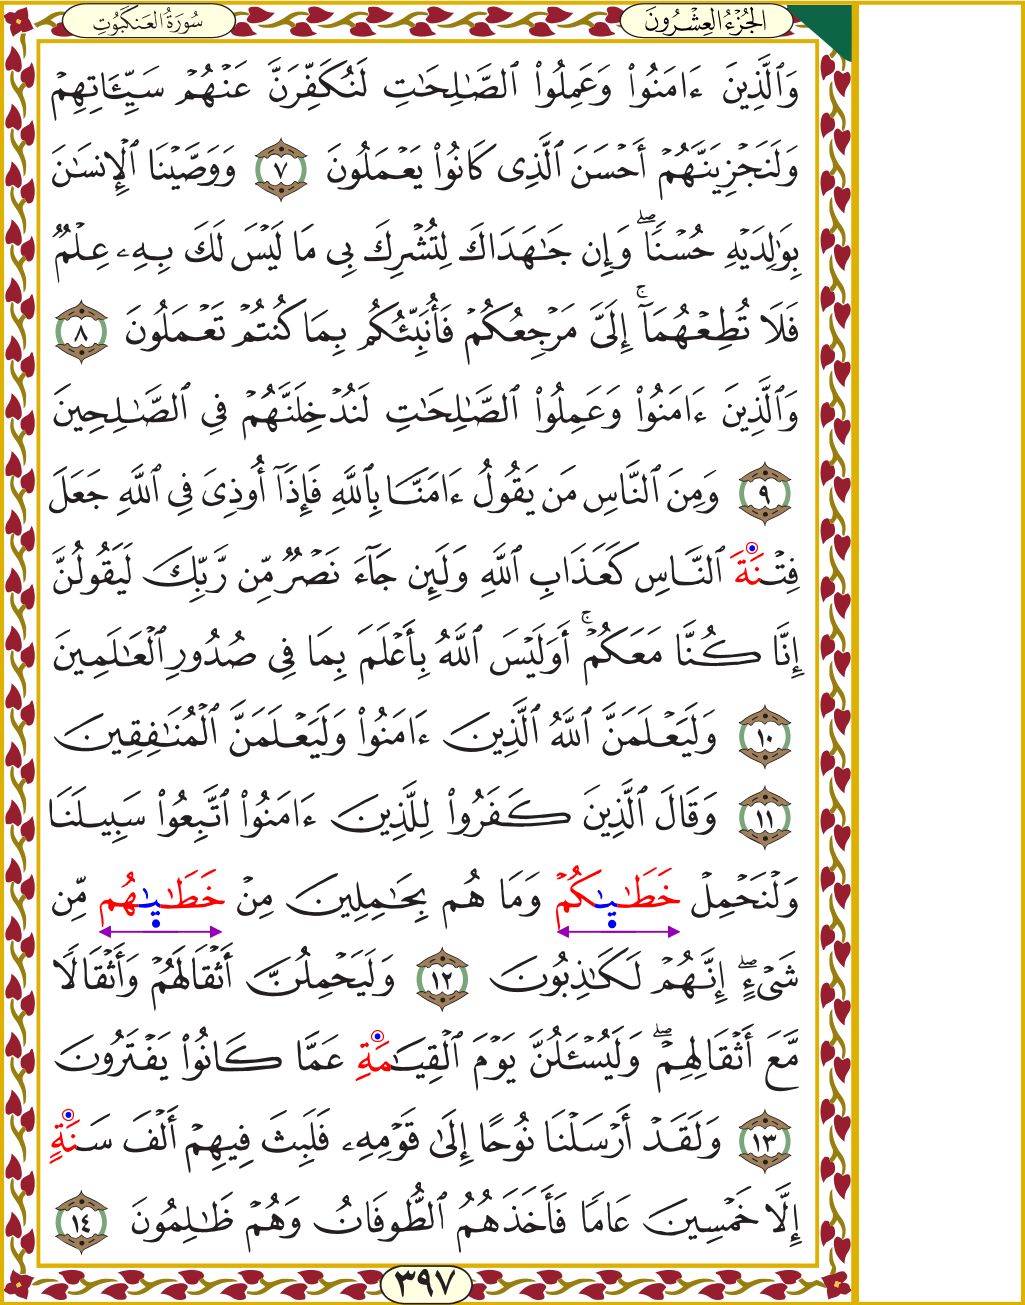 الجُزْءُ العِشْرُونَ
سُورَةُ العَنكَبُوتِ
وَٱلَّذِينَ ءَامَنُوا۟ وَعَمِلُوا۟ ٱلصَّـٰلِحَـٰتِ لَنُكَفِّرَنَّ عَنْهُمْ سَيِّـَٔاتِهِمْ
وَلَنَجْزِيَنَّهُمْ أَحْسَنَ ٱلَّذِى كَانُوا۟ يَعْمَلُونَ ٧ وَوَصَّيْنَا ٱلْإِنسَـٰنَ
بِوَٰلِدَيْهِ حُسْنًا ۖ وَإِن جَـٰهَدَاكَ لِتُشْرِكَ بِى مَا لَيْسَ لَكَ بِهِۦ عِلْمٌ
فَلَا تُطِعْهُمَآ ۚ إِلَىَّ مَرْجِعُكُمْ فَأُنَبِّئُكُم بِمَا كُنتُمْ تَعْمَلُونَ ٨
وَٱلَّذِينَ ءَامَنُوا۟ وَعَمِلُوا۟ ٱلصَّـٰلِحَـٰتِ لَنُدْخِلَنَّهُمْ فِى ٱلصَّـٰلِحِينَ
٩ وَمِنَ ٱلنَّاسِ مَن يَقُولُ ءَامَنَّا بِٱللَّهِ فَإِذَآ أُوذِىَ فِى ٱللَّهِ جَعَلَ
فِتْنَةَ ٱلنَّاسِ كَعَذَابِ ٱللَّهِ وَلَئِن جَآءَ نَصْرٌ مِّن رَّبِّكَ لَيَقُولُنَّ
إِنَّا كُنَّا مَعَكُمْ ۚ أَوَلَيْسَ ٱللَّهُ بِأَعْلَمَ بِمَا فِى صُدُورِ ٱلْعَـٰلَمِينَ
١٠ وَلَيَعْلَمَنَّ ٱللَّهُ ٱلَّذِينَ ءَامَنُوا۟ وَلَيَعْلَمَنَّ ٱلْمُنَـٰفِقِينَ
١١ وَقَالَ ٱلَّذِينَ كَفَرُوا۟ لِلَّذِينَ ءَامَنُوا۟ ٱتَّبِعُوا۟ سَبِيلَنَا
وَلْنَحْمِلْ خَطَـٰيَـٰكُمْ وَمَا هُم بِحَـٰمِلِينَ مِنْ خَطَـٰيَـٰهُم مِّن
شَىْءٍ ۖ إِنَّهُمْ لَكَـٰذِبُونَ ١٢ وَلَيَحْمِلُنَّ أَثْقَالَهُمْ وَأَثْقَالًا
مَّعَ أَثْقَالِهِمْ ۖ وَلَيُسْـَٔلُنَّ يَوْمَ ٱلْقِيَـٰمَةِ عَمَّا كَانُوا۟ يَفْتَرُونَ
١٣ وَلَقَدْ أَرْسَلْنَا نُوحًا إِلَىٰ قَوْمِهِۦ فَلَبِثَ فِيهِمْ أَلْفَ سَنَةٍ
إِلَّا خَمْسِينَ عَامًا فَأَخَذَهُمُ ٱلطُّوفَانُ وَهُمْ ظَـٰلِمُونَ ١٤
٣٩٧